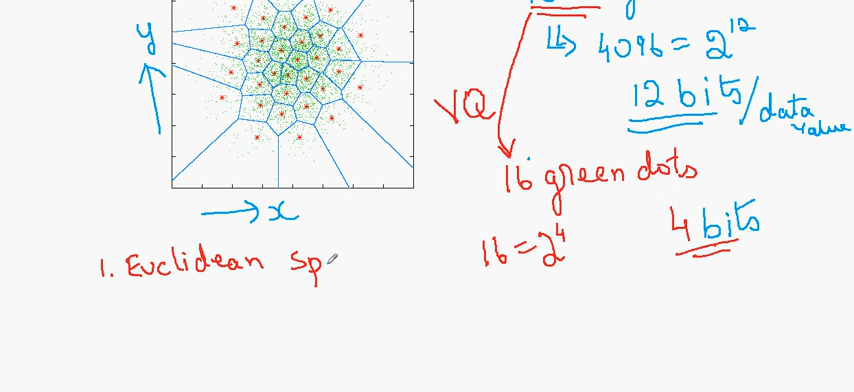 y
→ x
⇒ 4096 = 2^12
12 bits/data value
VQ
16 green dots
16 = 2^4
4 bits
1. Euclidean Sp